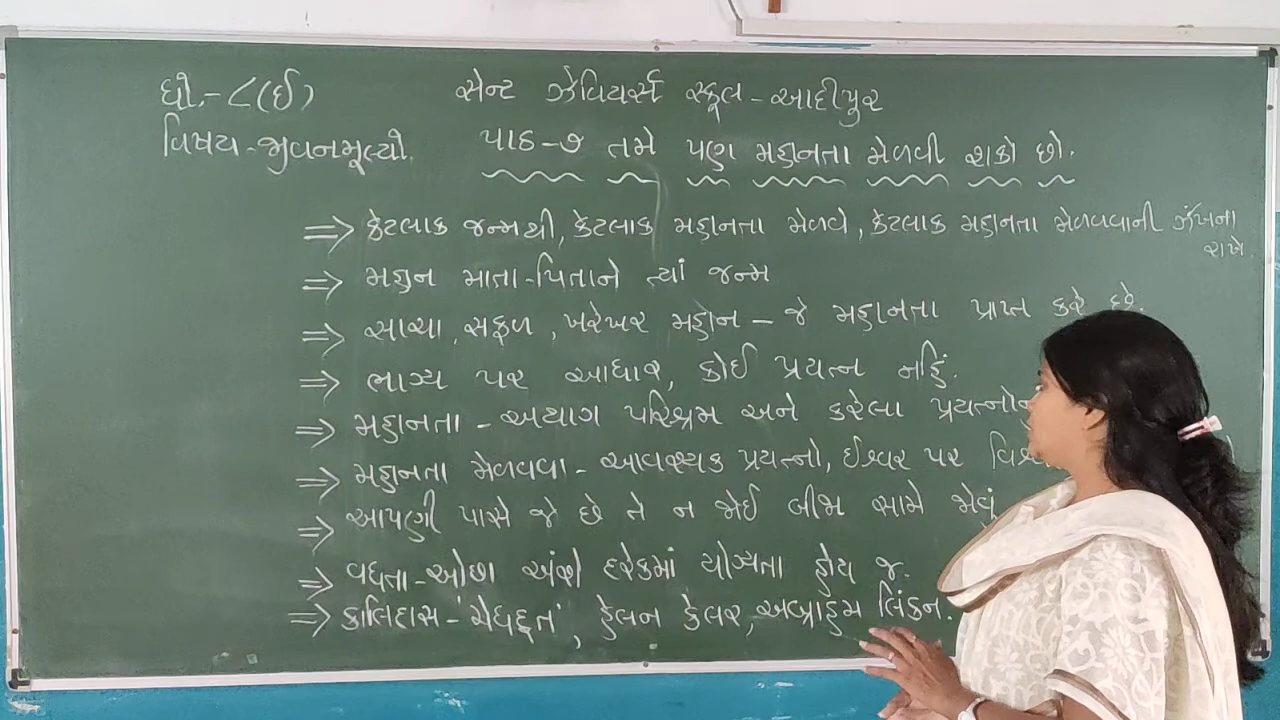 ધો.-૮(ઈ)
સેન્ટ ઝેવિયર્સ સ્કૂલ - આદીપુર
વિષય - જીવનમૂલ્યો.
પાઠ-૭ તમે પણ મહાનતા મેળવી શકો છો.
⇒ કેટલાક જન્મથી, કેટલાક મહાનતા મેળવે, કેટલાક મહાનતા મેળવવાની ઝંખના
રાખે.
⇒ મહાન માતા-પિતાને ત્યાં જન્મ
⇒ સાચા, સફળ, ખરેખર મહાન - જે મહાનતા પ્રાપ્ત કરે છે.
⇒ ભાગ્ય પર આધાર, કોઈ પ્રયત્ન નહિં.
⇒ મહાનતા - અથાગ પરિશ્રમ અને કરેલા
⇒ મહાનતા મેળવવા - આવશ્યક પ્રયત્નો, ઈશ્વર પર
⇒ આપણી પાસે જે છે તે ન જોઈ બીજા સામે જોવું
⇒ વધતા-ઓછા અંશે દરેકમાં યોગ્યતા હોય જ.
⇒ કાલિદાસ - મેઘદૂત, હેલન કેલર, અબ્રાહમ લિંકન.